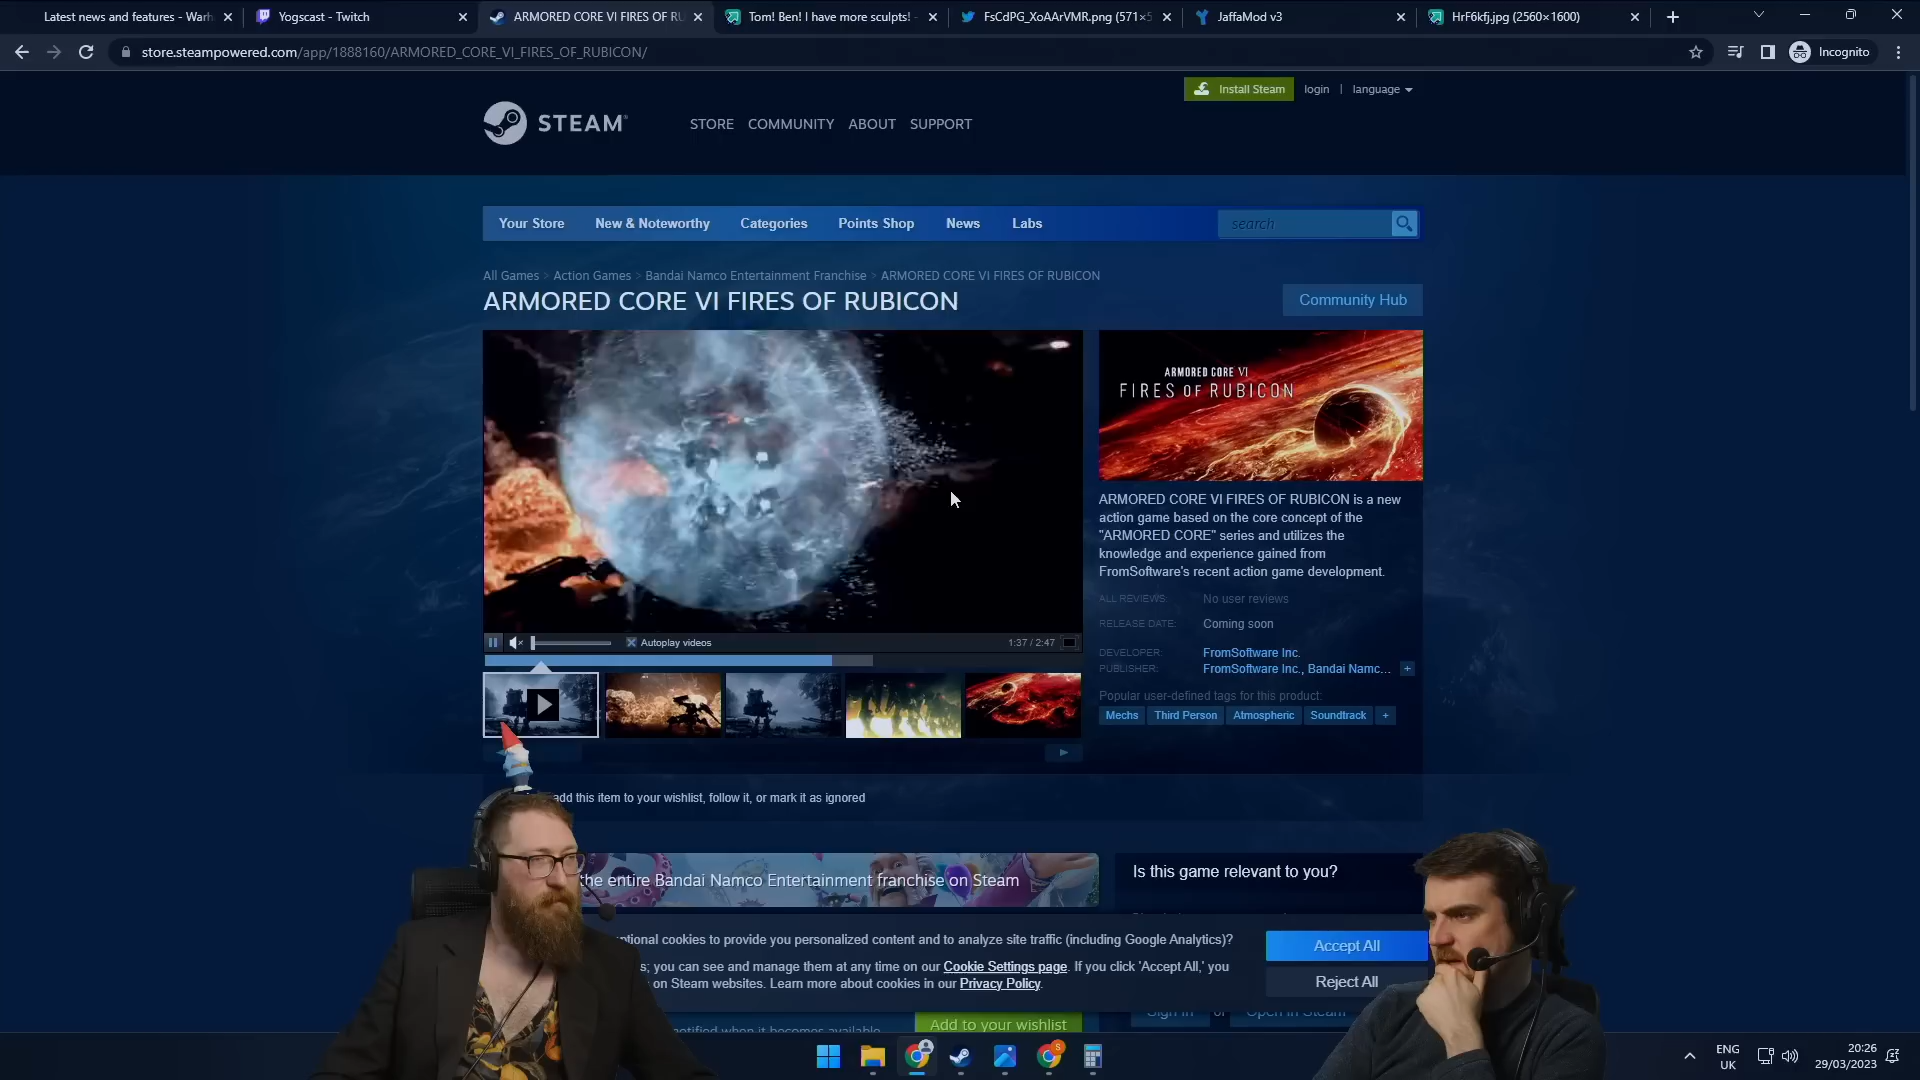 Latest news and features - Warh
Yogscast - Twitch
ARMORED CORE VI FIRES OF RU
Tom! Ben! I have more sculpts! -
FsCdPG_XoAArVMR.png (571×5
JaffaMod v3
HrF6kfj.jpg (2560×1600)
store.steampowered.com/app/1888160/ARMORED_CORE_VI_FIRES_OF_RUBICON/
Incognito
Install Steam
login | language
STEAM
STORE COMMUNITY ABOUT SUPPORT
Your Store New & Noteworthy Categories Points Shop News Labs
search
All Games > Action Games > Bandai Namco Entertainment Franchise > ARMORED CORE VI FIRES OF RUBICON
ARMORED CORE VI FIRES OF RUBICON
Community Hub
ARMORED CORE VI
FIRES OF RUBICON
ARMORED CORE VI FIRES OF RUBICON is a new
action game based on the core concept of the
"ARMORED CORE" series and utilizes the
knowledge and experience gained from
FromSoftware's recent action game development.
ALL REVIEWS: No user reviews
RELEASE DATE: Coming soon
DEVELOPER: FromSoftware Inc.
PUBLISHER: FromSoftware Inc., Bandai Namc... +
Popular user-defined tags for this product:
Mechs Third Person Atmospheric Soundtrack +
Autoplay videos
1:37 / 2:47
add this item to your wishlist, follow it, or mark it as ignored
the entire Bandai Namco Entertainment franchise on Steam
Is this game relevant to you?
ptional cookies to provide you personalized content and to analyze site traffic (including Google Analytics)?
s; you can see and manage them at any time on our Cookie Settings page. If you click 'Accept All,' you
on Steam websites. Learn more about cookies in our Privacy Policy.
Accept All
Reject All
Sign In or Open in Steam
notified when it becomes available
Add to your wishlist
ENG
UK
20:26
29/03/2023